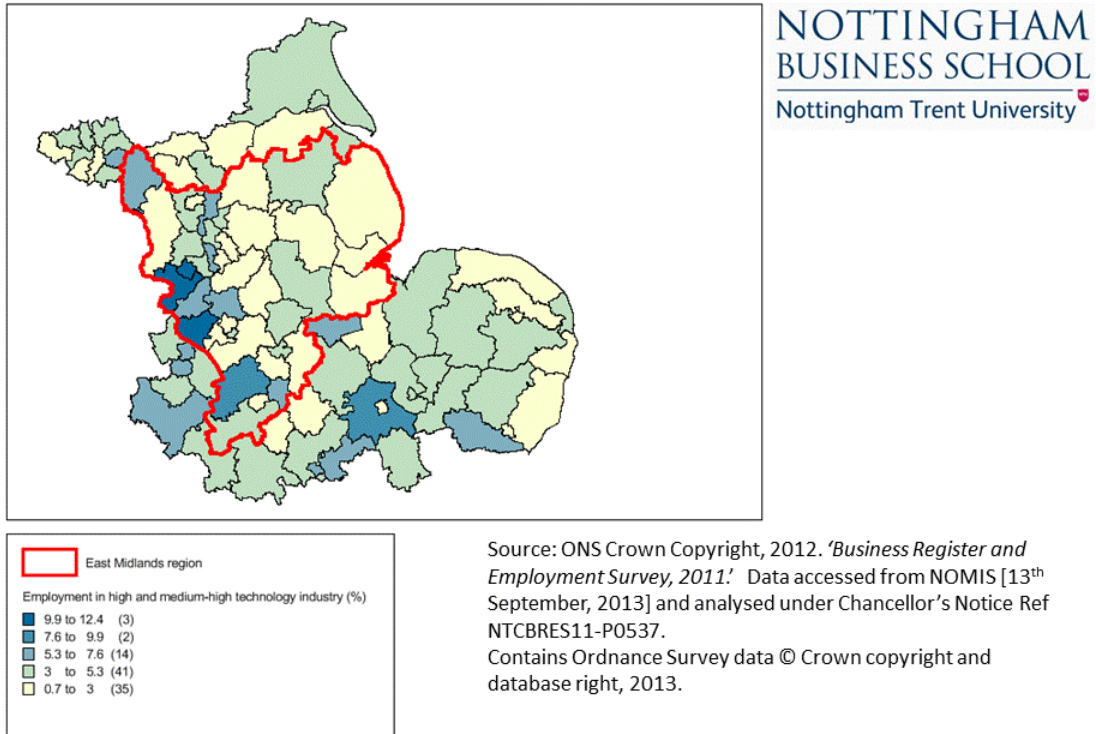 NOTTINGHAM
BUSINESS SCHOOL
Nottingham Trent University
East Midlands region
Employment in high and medium-high technology industry (%)
9.9 to 12.4 (3)
7.6 to 9.9 (2)
5.3 to 7.6 (14)
3 to 5.3 (41)
0.7 to 3 (35)
Source: ONS Crown Copyright, 2012. ‘Business Register and
Employment Survey, 2011.’ Data accessed from NOMIS [13th
September, 2013] and analysed under Chancellor’s Notice Ref
NTCBRES11-P0537.
Contains Ordnance Survey data © Crown copyright and
database right, 2013.